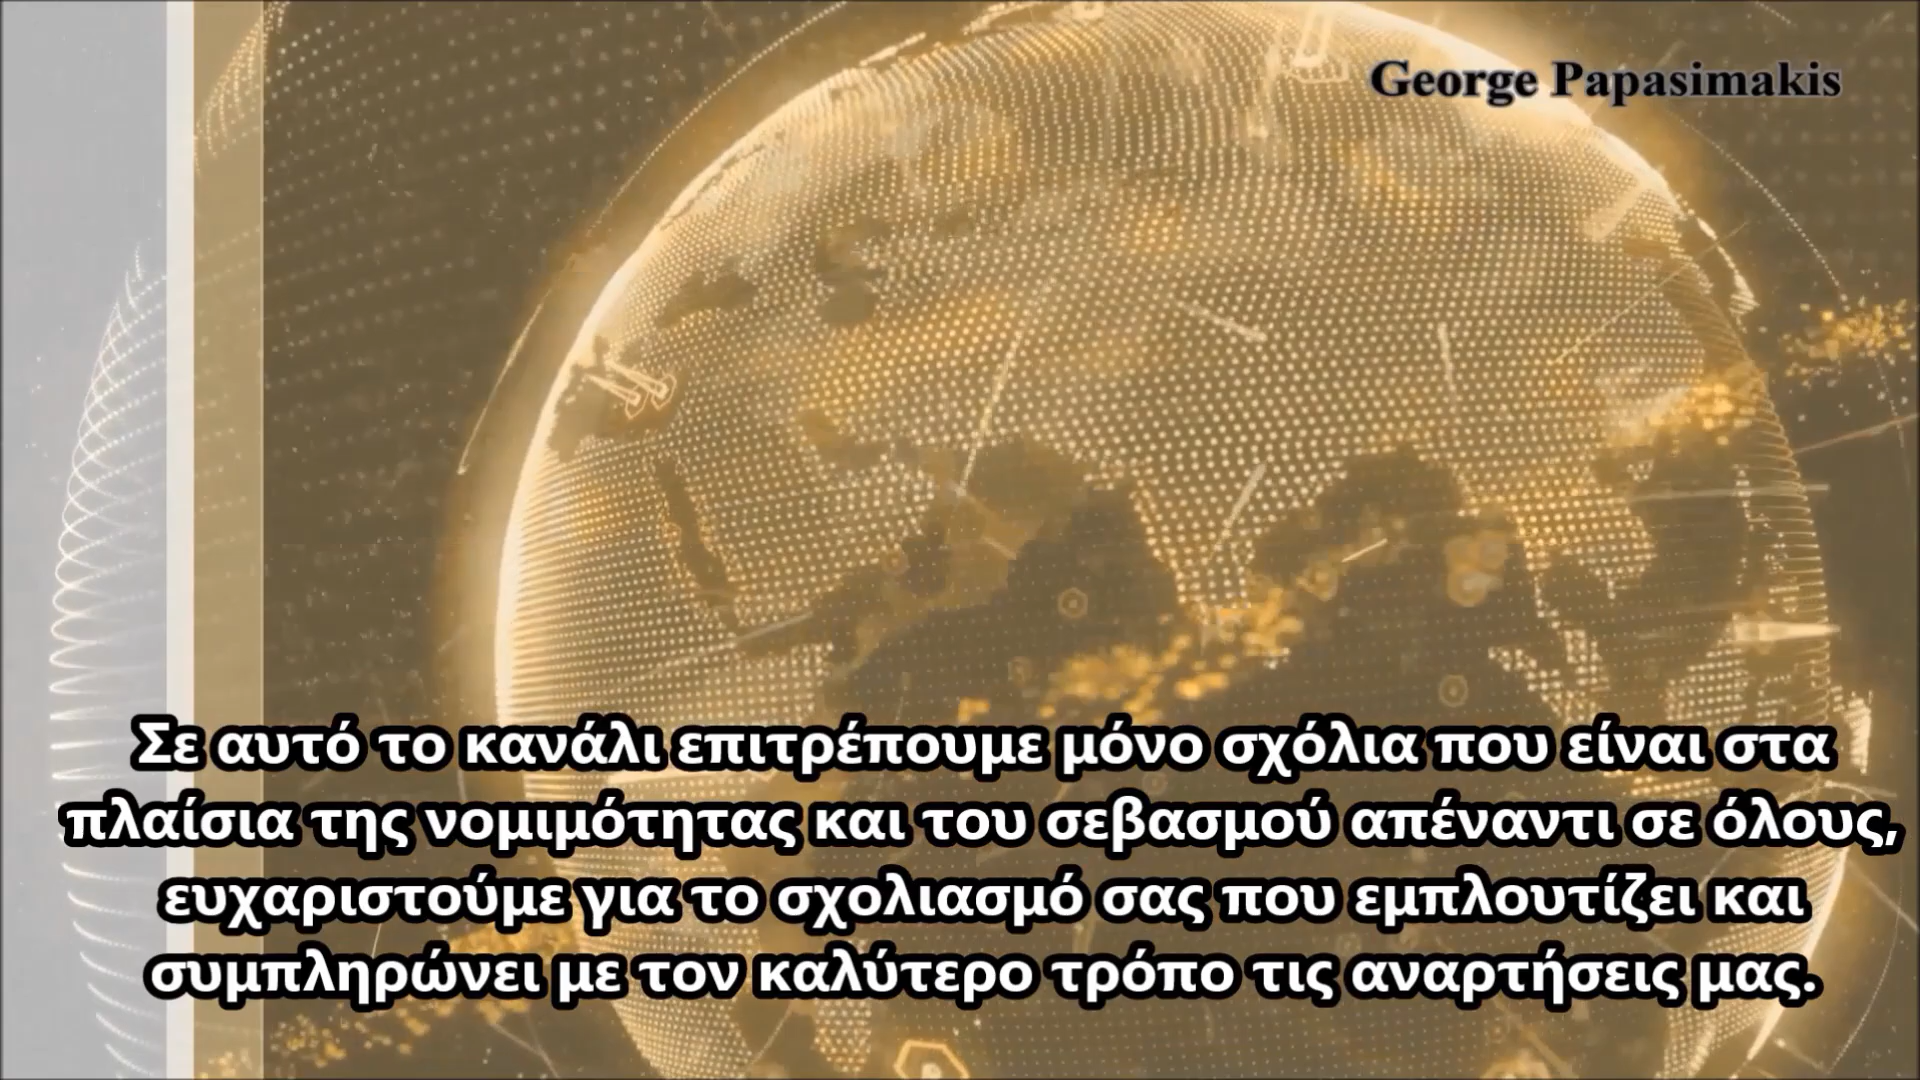 George Papasimakis
Σε αυτό το κανάλι επιτρέπουμε μόνο σχόλια που είναι στα
πλαίσια της νομιμότητας και του σεβασμού απέναντι σε όλους,
ευχαριστούμε για το σχολιασμό σας που εμπλουτίζει και
συμπληρώνει με τον καλύτερο τρόπο τις αναρτήσεις μας.